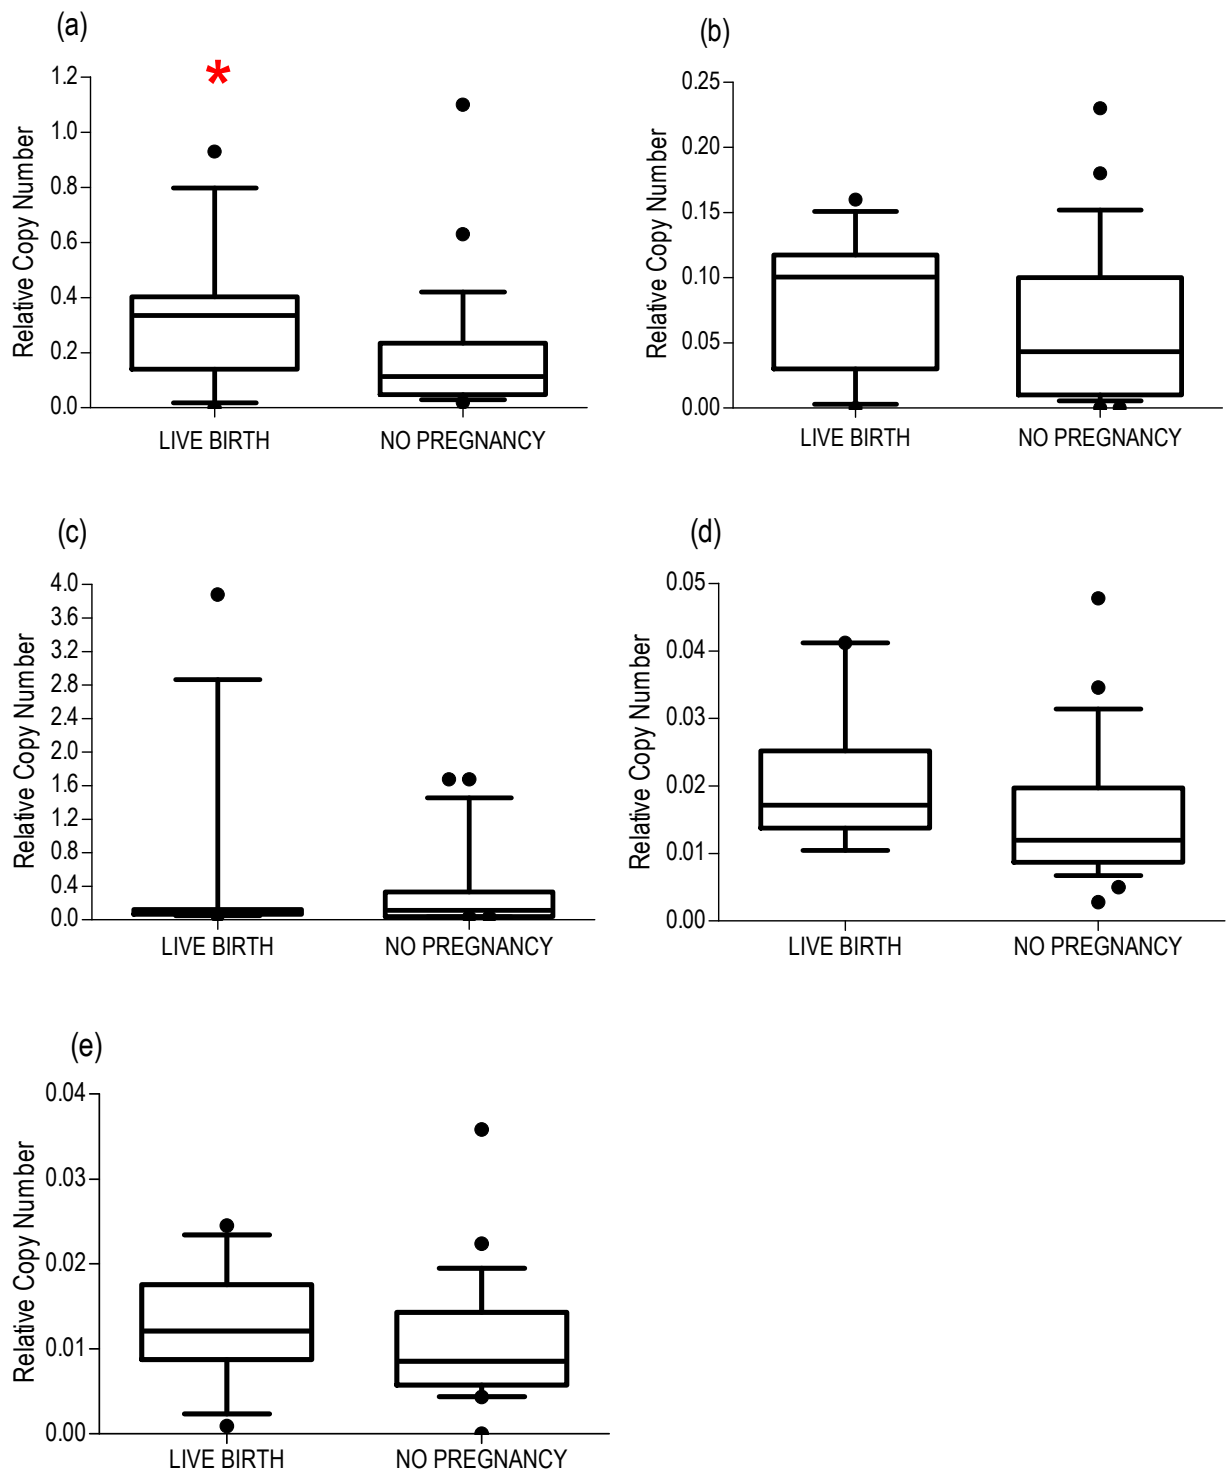 (a)
*
Relative Copy Number
1.2
1.0
0.8
0.6
0.4
0.2
0.0
LIVE BIRTH
NO PREGNANCY
(b)
Relative Copy Number
0.25
0.20
0.15
0.10
0.05
0.00
LIVE BIRTH
NO PREGNANCY
(c)
Relative Copy Number
4.0
3.6
3.2
2.8
2.4
2.0
1.6
1.2
0.8
0.4
0.0
LIVE BIRTH
NO PREGNANCY
(d)
Relative Copy Number
0.05
0.04
0.03
0.02
0.01
0.00
LIVE BIRTH
NO PREGNANCY
(e)
Relative Copy Number
0.04
0.03
0.02
0.01
0.00
LIVE BIRTH
NO PREGNANCY